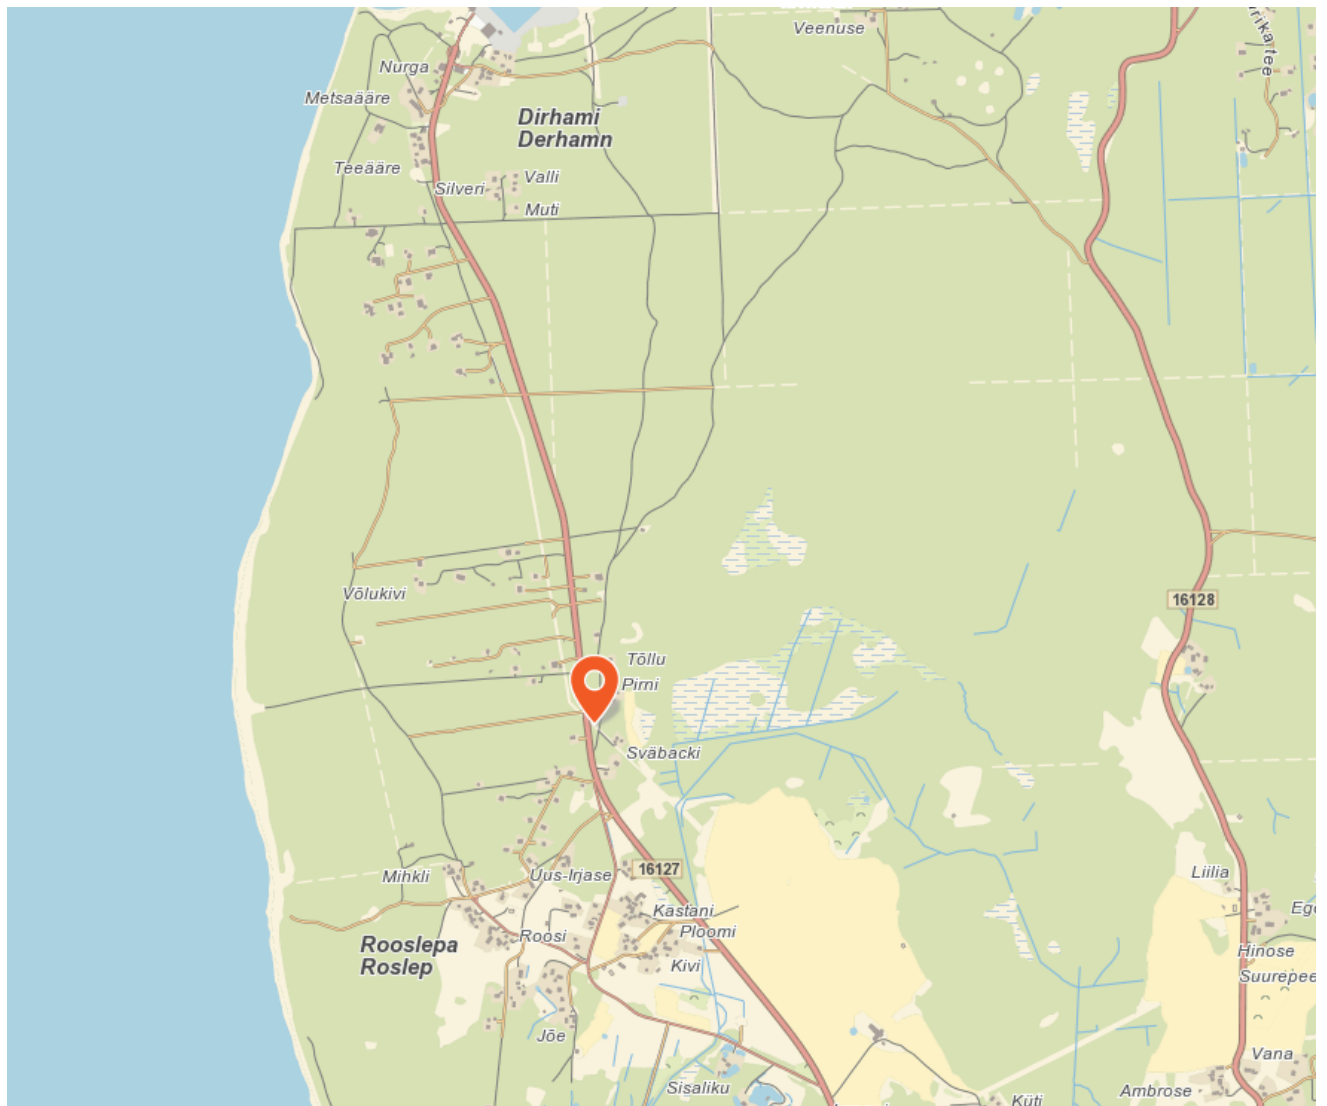 Veenuse
Nurga
Metsaääre
Dirhami
Derhamn
Teeääre
Valli
Silveri
Muti
Võlukivi
16128
Tõllu
Pirni
Sväbacki
16127
Liilia
Mihkli
Uus-Irjase
Kastani
Ploomi
Roosi
Rooslepa
Roslep
Kivi
Hinose
Suurepee
Jõe
Vana
Sisaliku
Ambrose
Küti